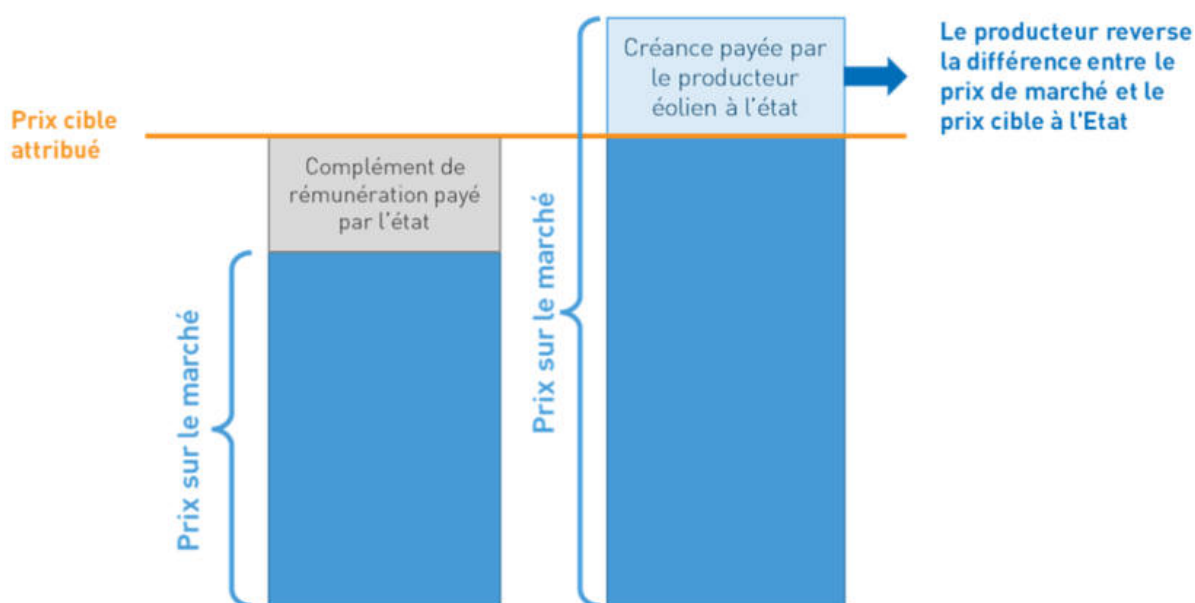 Prix cible
attribué
Prix sur le marché
Complément de
rémunération payé
par l'état
Prix sur le marché
Créance payée par
le producteur
éolien à l'état
Le producteur reverse
la différence entre le
prix de marché et le
prix cible à l'Etat